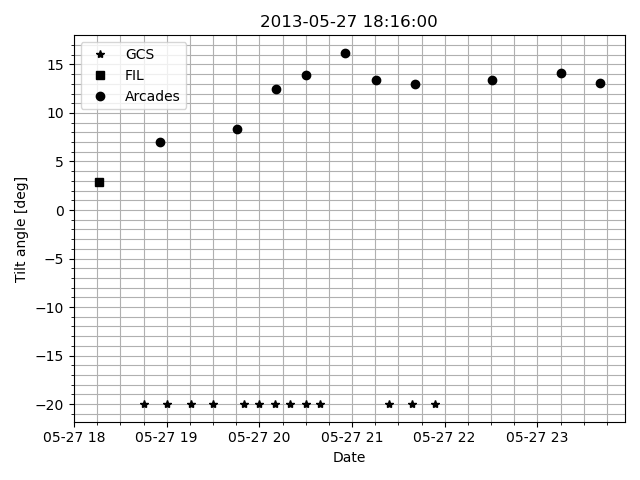 2013-05-27 18:16:00
GCS
FIL
Arcades
15
10
5
0
−5
−10
−15
−20
Tilt angle [deg]
05-27 18 05-27 19 05-27 20 05-27 21 05-27 22 05-27 23
Date